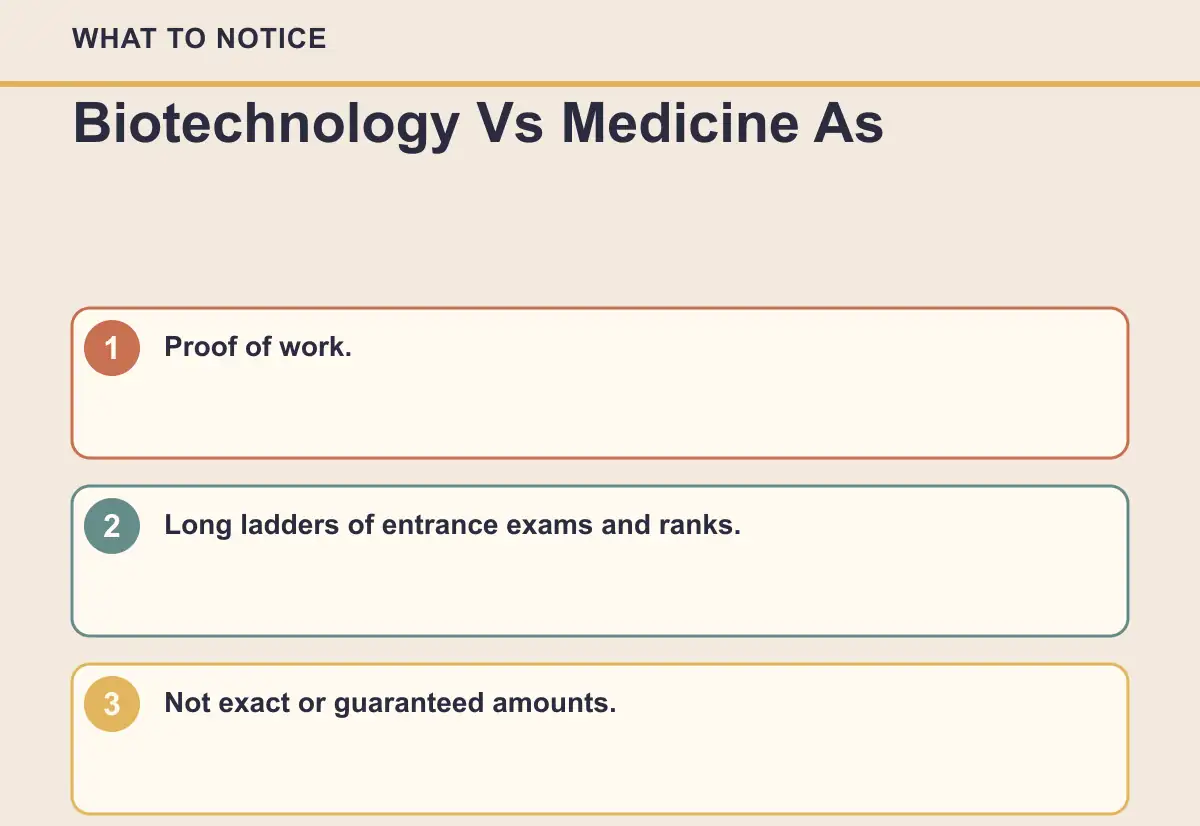 WHAT TO NOTICE
Biotechnology Vs Medicine As
1 Proof of work.
2 Long ladders of entrance exams and ranks.
3 Not exact or guaranteed amounts.